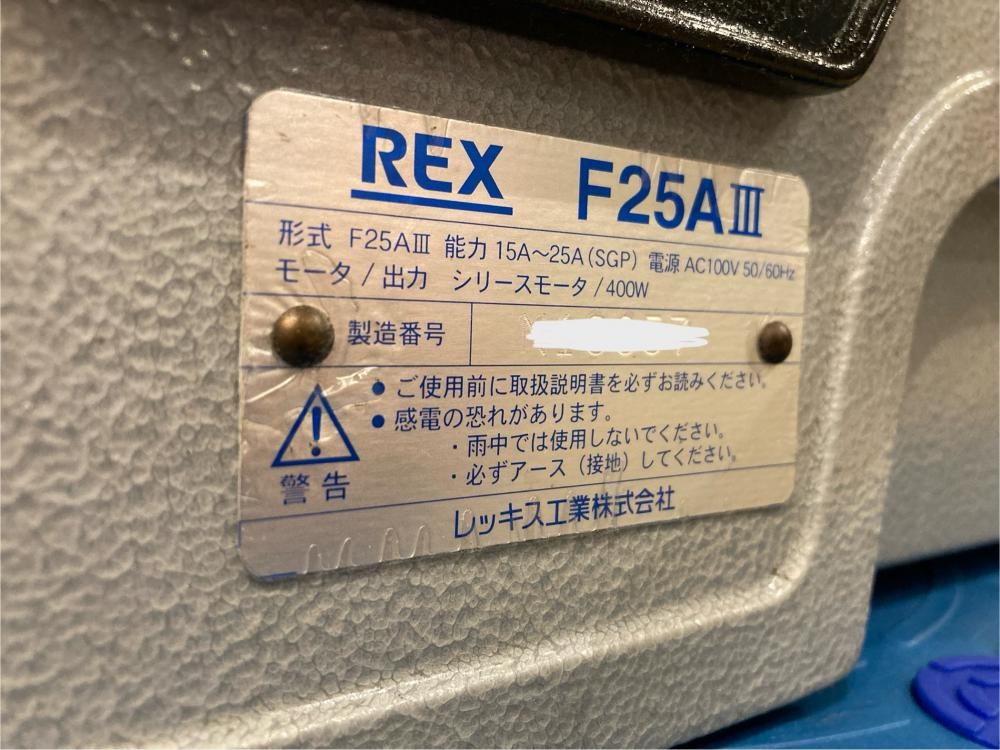 REX F25AⅢ
形式 F25AⅢ 能力 15A～25A(SGP) 電源 AC100V 50/60Hz
モータ/出力 シリースモータ/400W
製造番号
● ご使用前に取扱説明書を必ずお読みください。
● 感電の恐れがあります。
・雨中では使用しないでください。
・必ずアース（接地）してください。
警告
レッキス工業株式会社